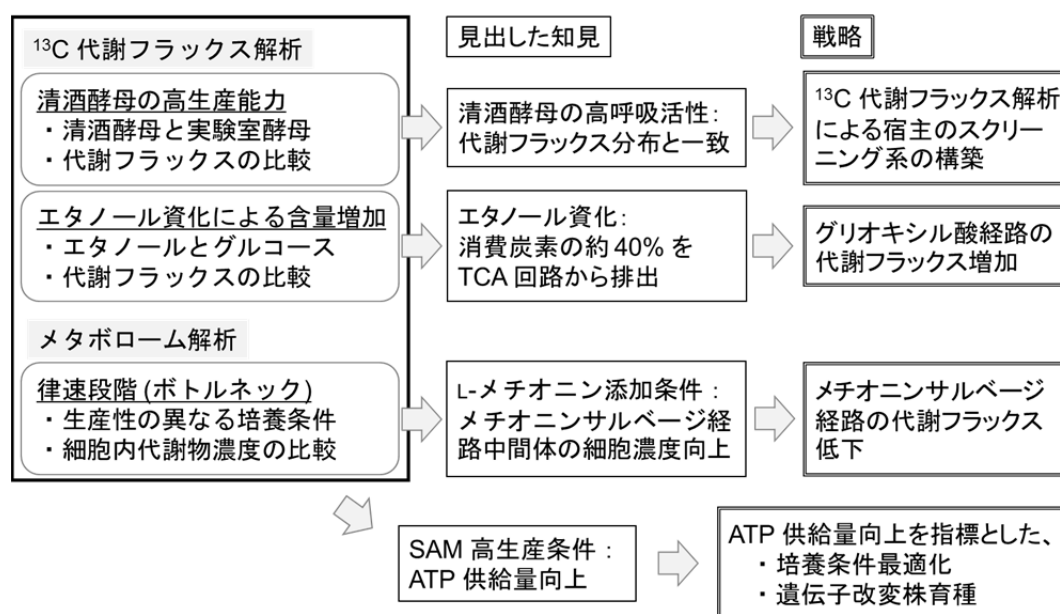 ¹³C 代謝フラックス解析
見出した知見
戦略
清酒酵母の高生産能力
・清酒酵母と実験室酵母
・代謝フラックスの比較
清酒酵母の高呼吸活性：
代謝フラックス分布と一致
¹³C 代謝フラックス解析
による宿主のスクリー
ニング系の構築
エタノール資化による含量増加
・エタノールとグルコース
・代謝フラックスの比較
エタノール資化：
消費炭素の約 40% を
TCA 回路から排出
グリオキシル酸経路の
代謝フラックス増加
メタボローム解析
律速段階 (ボトルネック)
・生産性の異なる培養条件
・細胞内代謝物濃度の比較
L-メチオニン添加条件：
メチオニンサルベージ経
路中間体の細胞濃度向上
メチオニンサルベージ
経路の代謝フラックス
低下
SAM 高生産条件：
ATP 供給量向上
ATP 供給量向上を指標とした、
・培養条件最適化
・遺伝子改変株育種